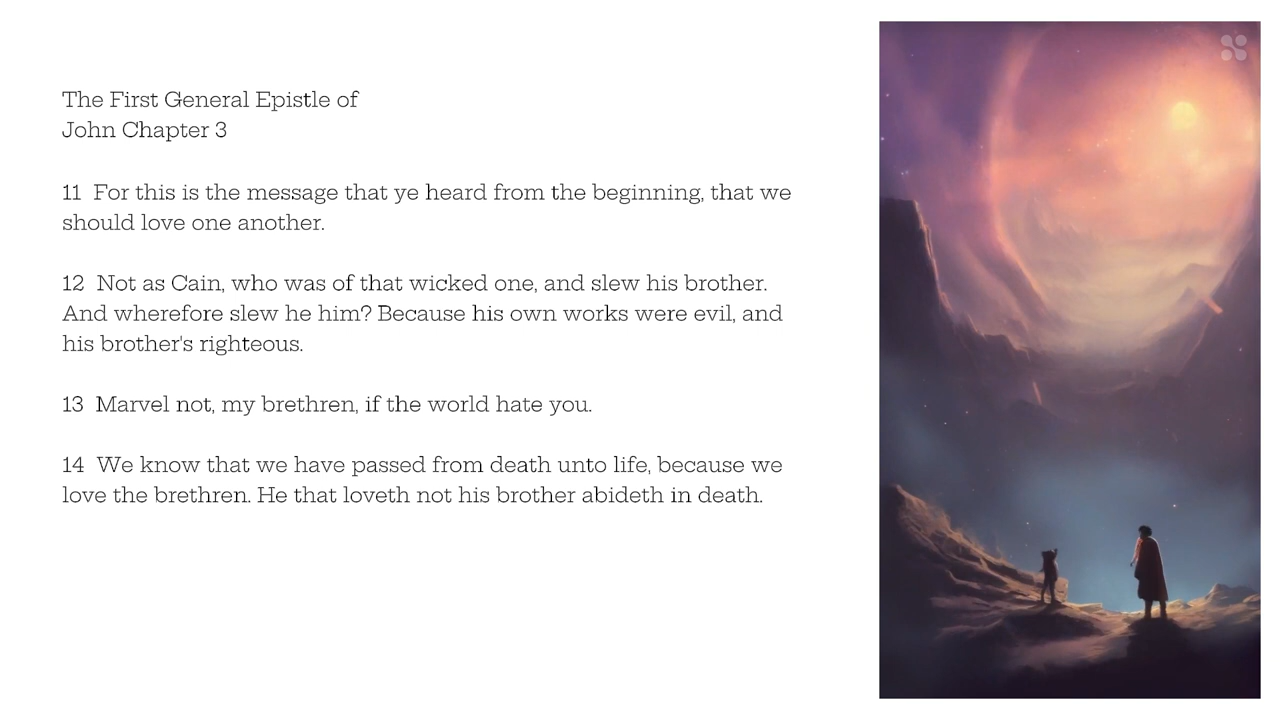 The First General Epistle of
John Chapter 3
11  For this is the message that ye heard from the beginning, that we
should love one another.
12  Not as Cain, who was of that wicked one, and slew his brother.
And wherefore slew he him? Because his own works were evil, and
his brother's righteous.
13  Marvel not, my brethren, if the world hate you.
14  We know that we have passed from death unto life, because we
love the brethren. He that loveth not his brother abideth in death.